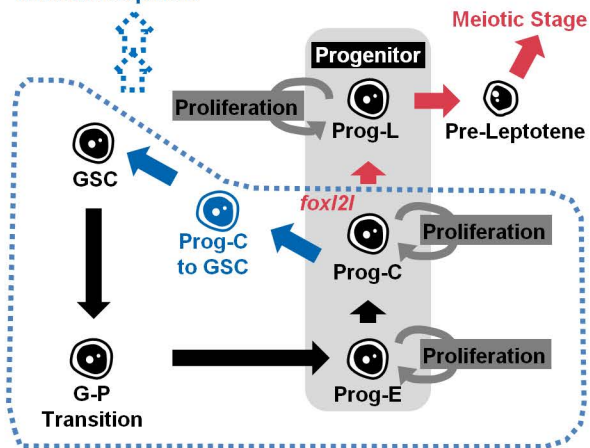 Meiotic Stage
Progenitor
Proliferation
Prog-L
Pre-Leptotene
GSC
foxl2l
Prog-C
to GSC
Proliferation
Prog-C
Proliferation
G-P
Transition
Prog-E